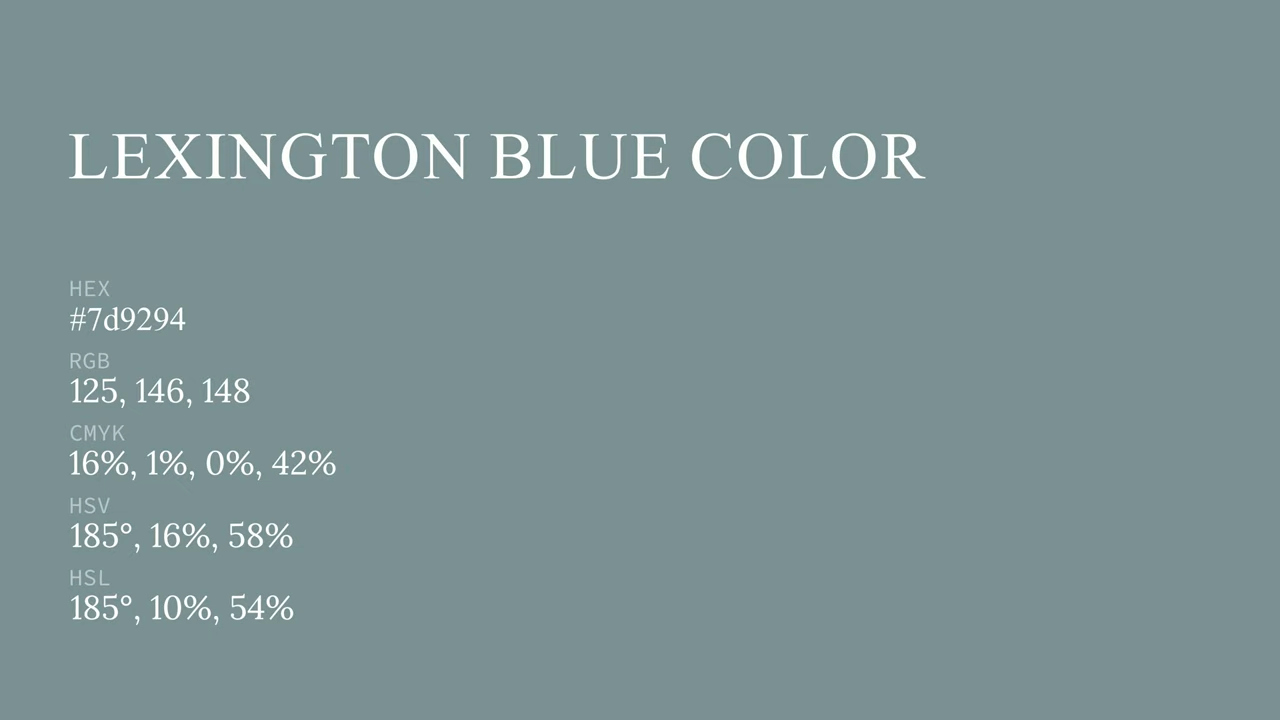 LEXINGTON BLUE COLOR
HEX
#7d9294
RGB
125, 146, 148
CMYK
16%, 1%, 0%, 42%
HSV
185°, 16%, 58%
HSL
185°, 10%, 54%